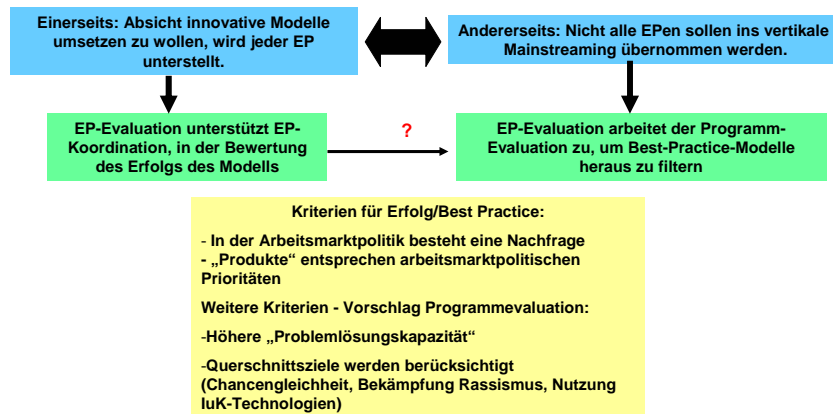 Einerseits: Absicht innovative Modelle
umsetzen zu wollen, wird jeder EP
unterstellt.
Andererseits: Nicht alle EPen sollen ins vertikale
Mainstreaming übernommen werden.
EP-Evaluation unterstützt EP-
Koordination, in der Bewertung
des Erfolgs des Modells
?
EP-Evaluation arbeitet der Programm-
Evaluation zu, um Best-Practice-Modelle
heraus zu filtern
Kriterien für Erfolg/Best Practice:
- In der Arbeitsmarktpolitik besteht eine Nachfrage
- „Produkte“ entsprechen arbeitsmarktpolitischen
Prioritäten
Weitere Kriterien - Vorschlag Programmevaluation:
-Höhere „Problemlösungskapazität“
-Querschnittsziele werden berücksichtigt
(Chancengleichheit, Bekämpfung Rassismus, Nutzung
IuK-Technologien)